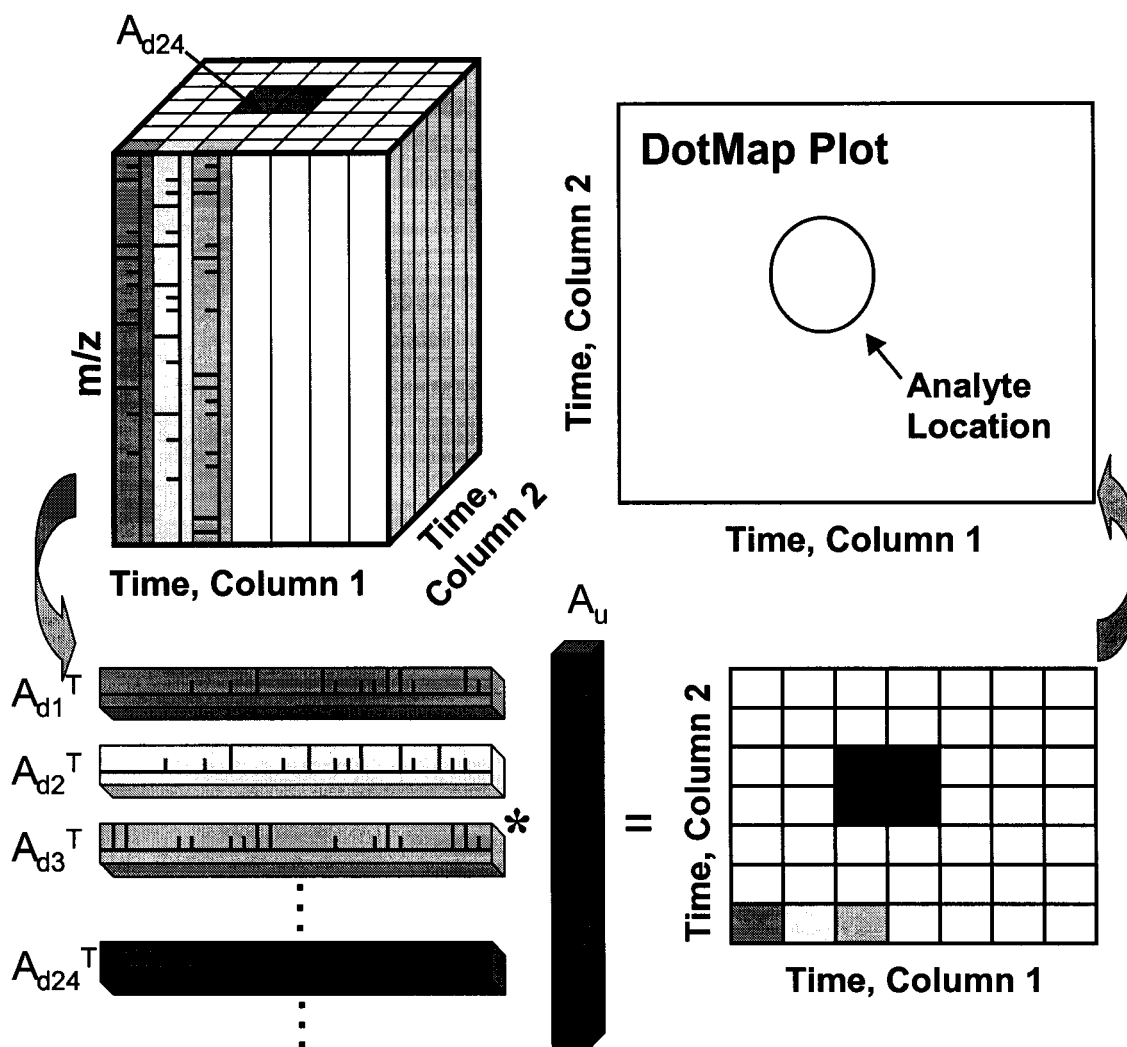 A_d24
m/z
Time, Column 1
Time,
Column 2
DotMap Plot
Time, Column 2
Analyte
Location
Time, Column 1
A_d1^T
A_d2^T
A_d3^T
A_d24^T
*
A_u
=
Time, Column 2
Time, Column 1